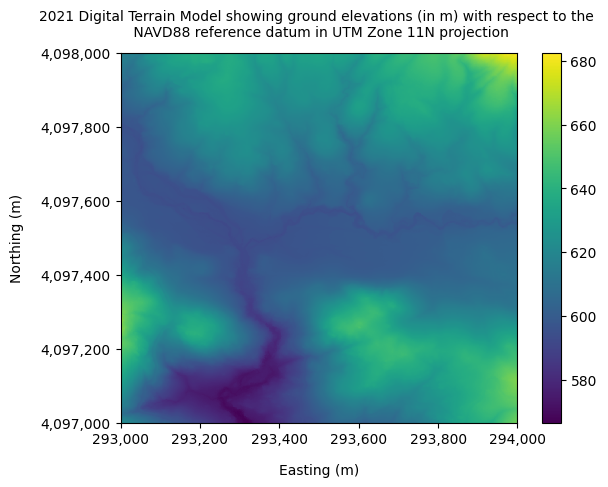 2021 Digital Terrain Model showing ground elevations (in m) with respect to the
NAVD88 reference datum in UTM Zone 11N projection
4,098,000
4,097,800
4,097,600
4,097,400
4,097,200
4,097,000
Northing (m)
293,000 293,200 293,400 293,600 293,800 294,000
Easting (m)
680
660
640
620
600
580